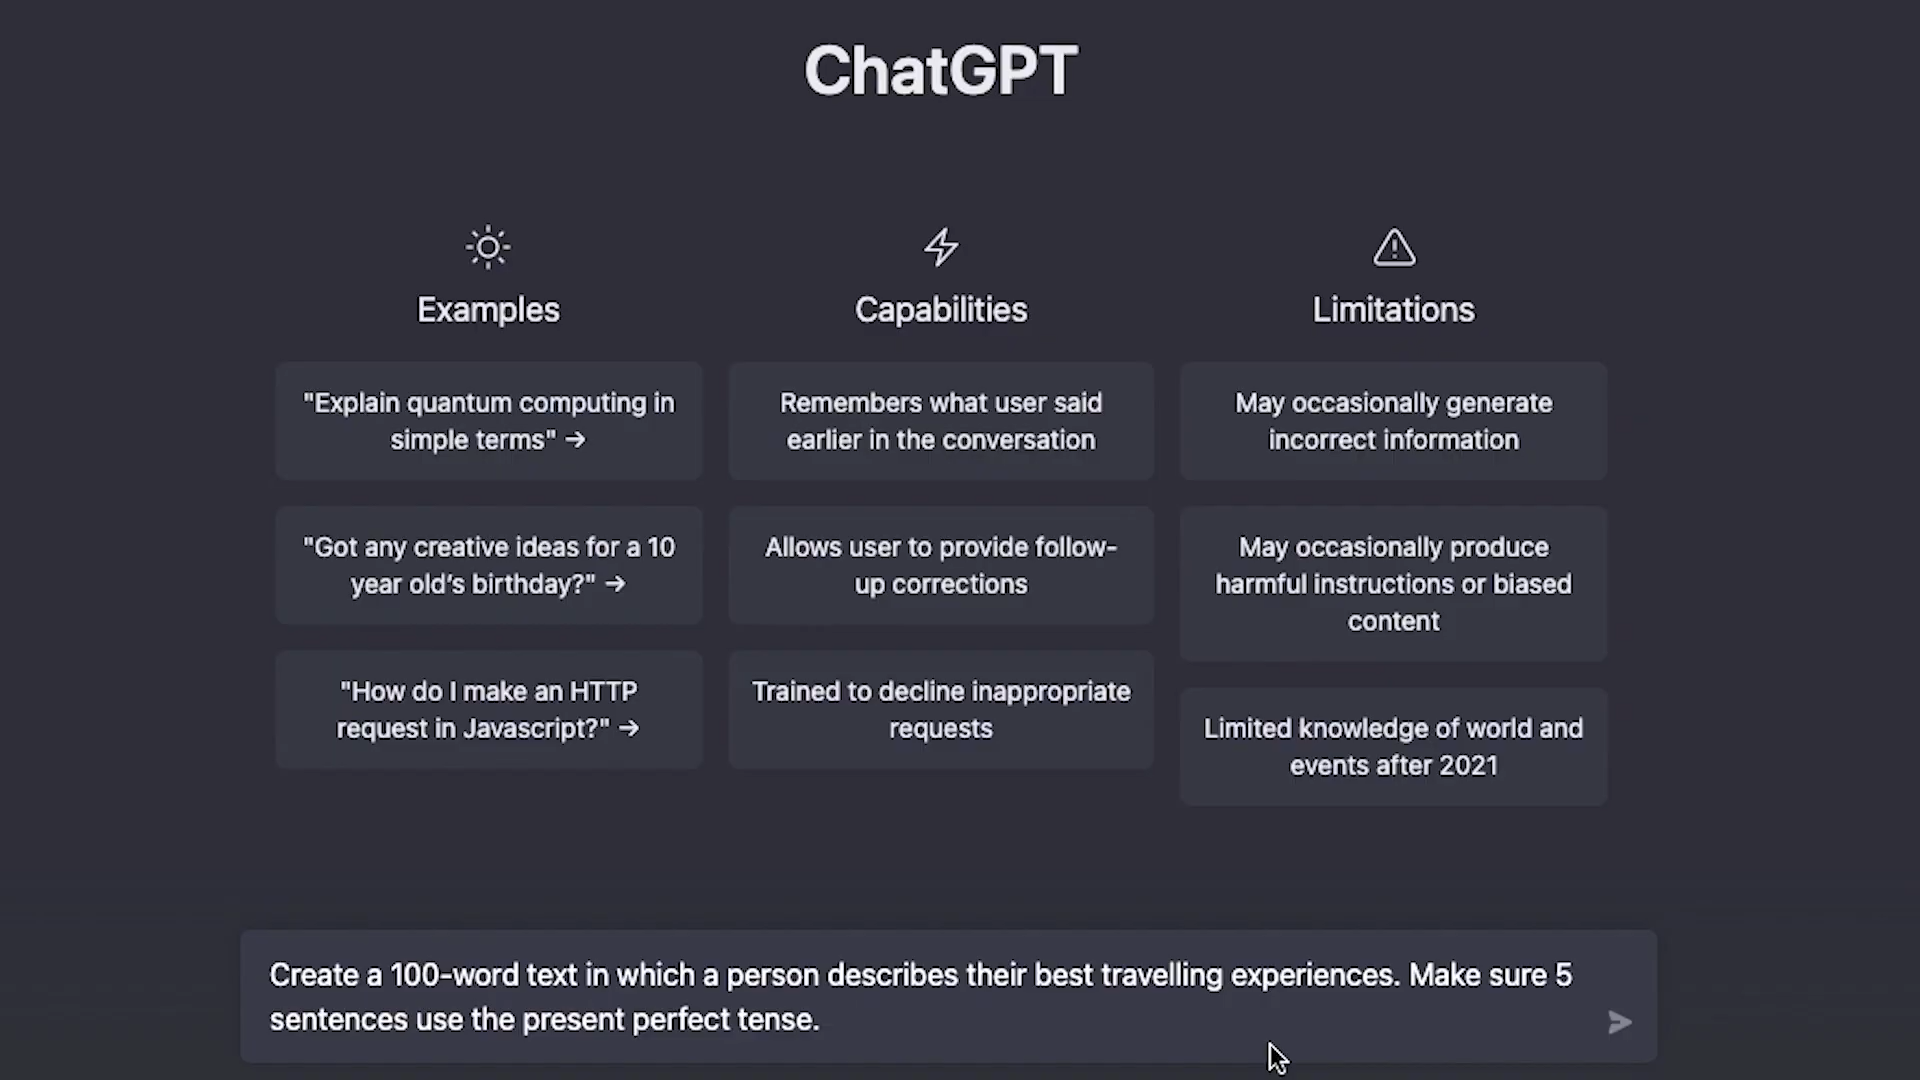 ChatGPT
Examples
"Explain quantum computing in
simple terms" →
"Got any creative ideas for a 10
year old's birthday?" →
"How do I make an HTTP
request in Javascript?" →
Capabilities
Remembers what user said
earlier in the conversation
Allows user to provide follow-
up corrections
Trained to decline inappropriate
requests
Limitations
May occasionally generate
incorrect information
May occasionally produce
harmful instructions or biased
content
Limited knowledge of world and
events after 2021
Create a 100-word text in which a person describes their best travelling experiences. Make sure 5
sentences use the present perfect tense.